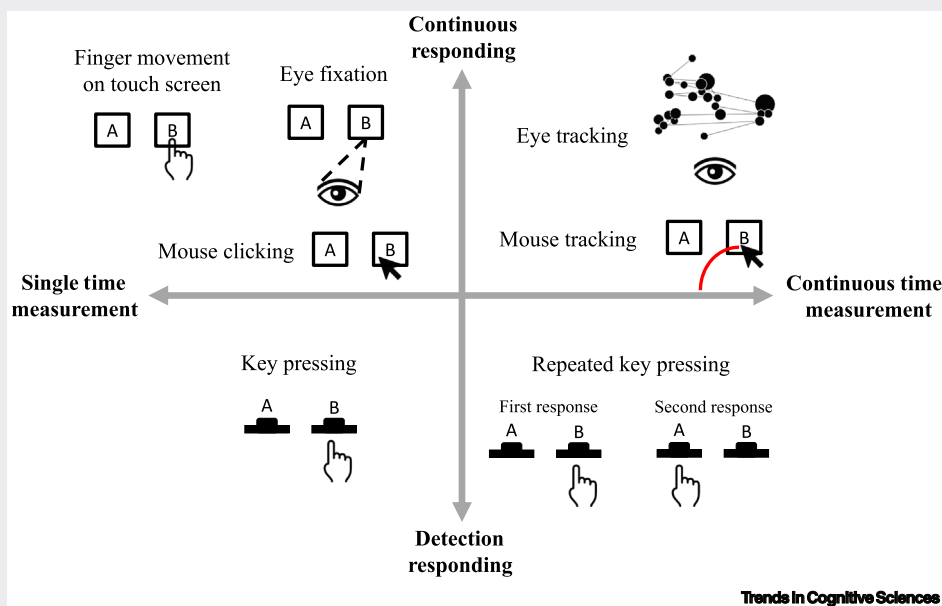 Continuous
responding
Finger movement
on touch screen
A B
Eye fixation
A B
Eye tracking
Mouse clicking
A B
Mouse tracking
A B
Single time
measurement
Continuous time
measurement
Key pressing
A B
Repeated key pressing
First response
A B
Second response
A B
Detection
responding
Trends in Cognitive Sciences